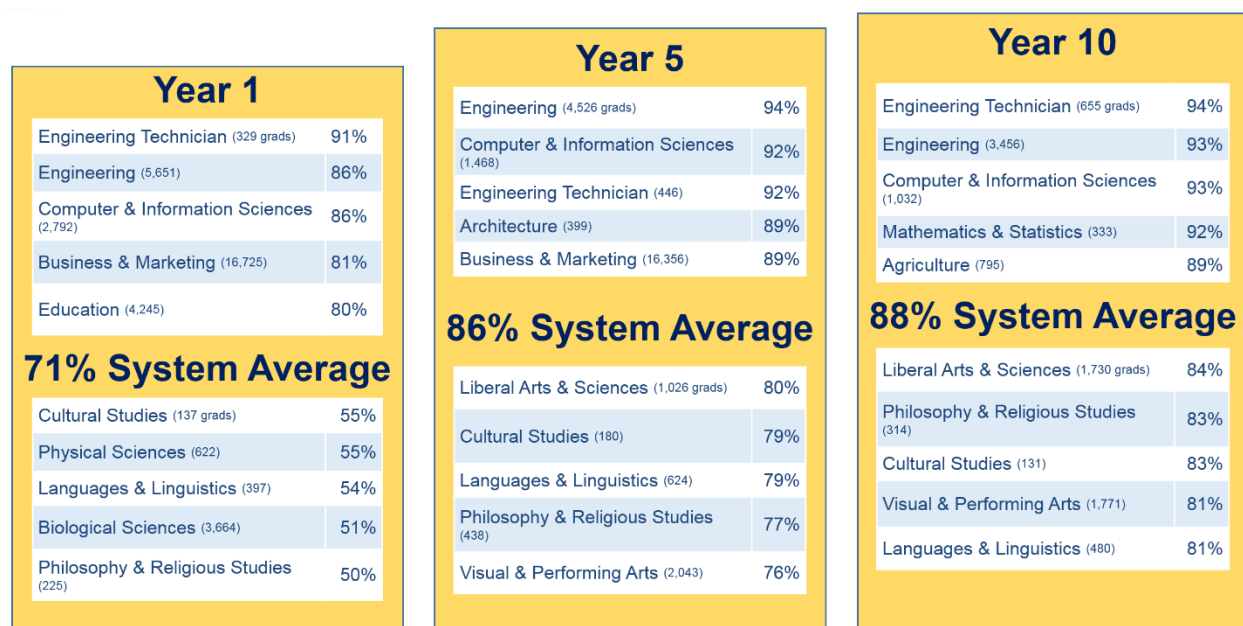 Year 1
Engineering Technician (329 grads) 91%
Engineering (5,651) 86%
Computer & Information Sciences
(2,792) 86%
Business & Marketing (16,725) 81%
Education (4,245) 80%
71% System Average
Cultural Studies (137 grads) 55%
Physical Sciences (622) 55%
Languages & Linguistics (397) 54%
Biological Sciences (3,664) 51%
Philosophy & Religious Studies
(225) 50%
Year 5
Engineering (4,526 grads) 94%
Computer & Information Sciences
(1,468) 92%
Engineering Technician (446) 92%
Architecture (399) 89%
Business & Marketing (16,356) 89%
86% System Average
Liberal Arts & Sciences (1,026 grads) 80%
Cultural Studies (180) 79%
Languages & Linguistics (624) 79%
Philosophy & Religious Studies
(438) 77%
Visual & Performing Arts (2,043) 76%
Year 10
Engineering Technician (655 grads) 94%
Engineering (3,456) 93%
Computer & Information Sciences
(1,032) 93%
Mathematics & Statistics (333) 92%
Agriculture (795) 89%
88% System Average
Liberal Arts & Sciences (1,730 grads) 84%
Philosophy & Religious Studies
(314) 83%
Cultural Studies (131) 83%
Visual & Performing Arts (1,771) 81%
Languages & Linguistics (480) 81%